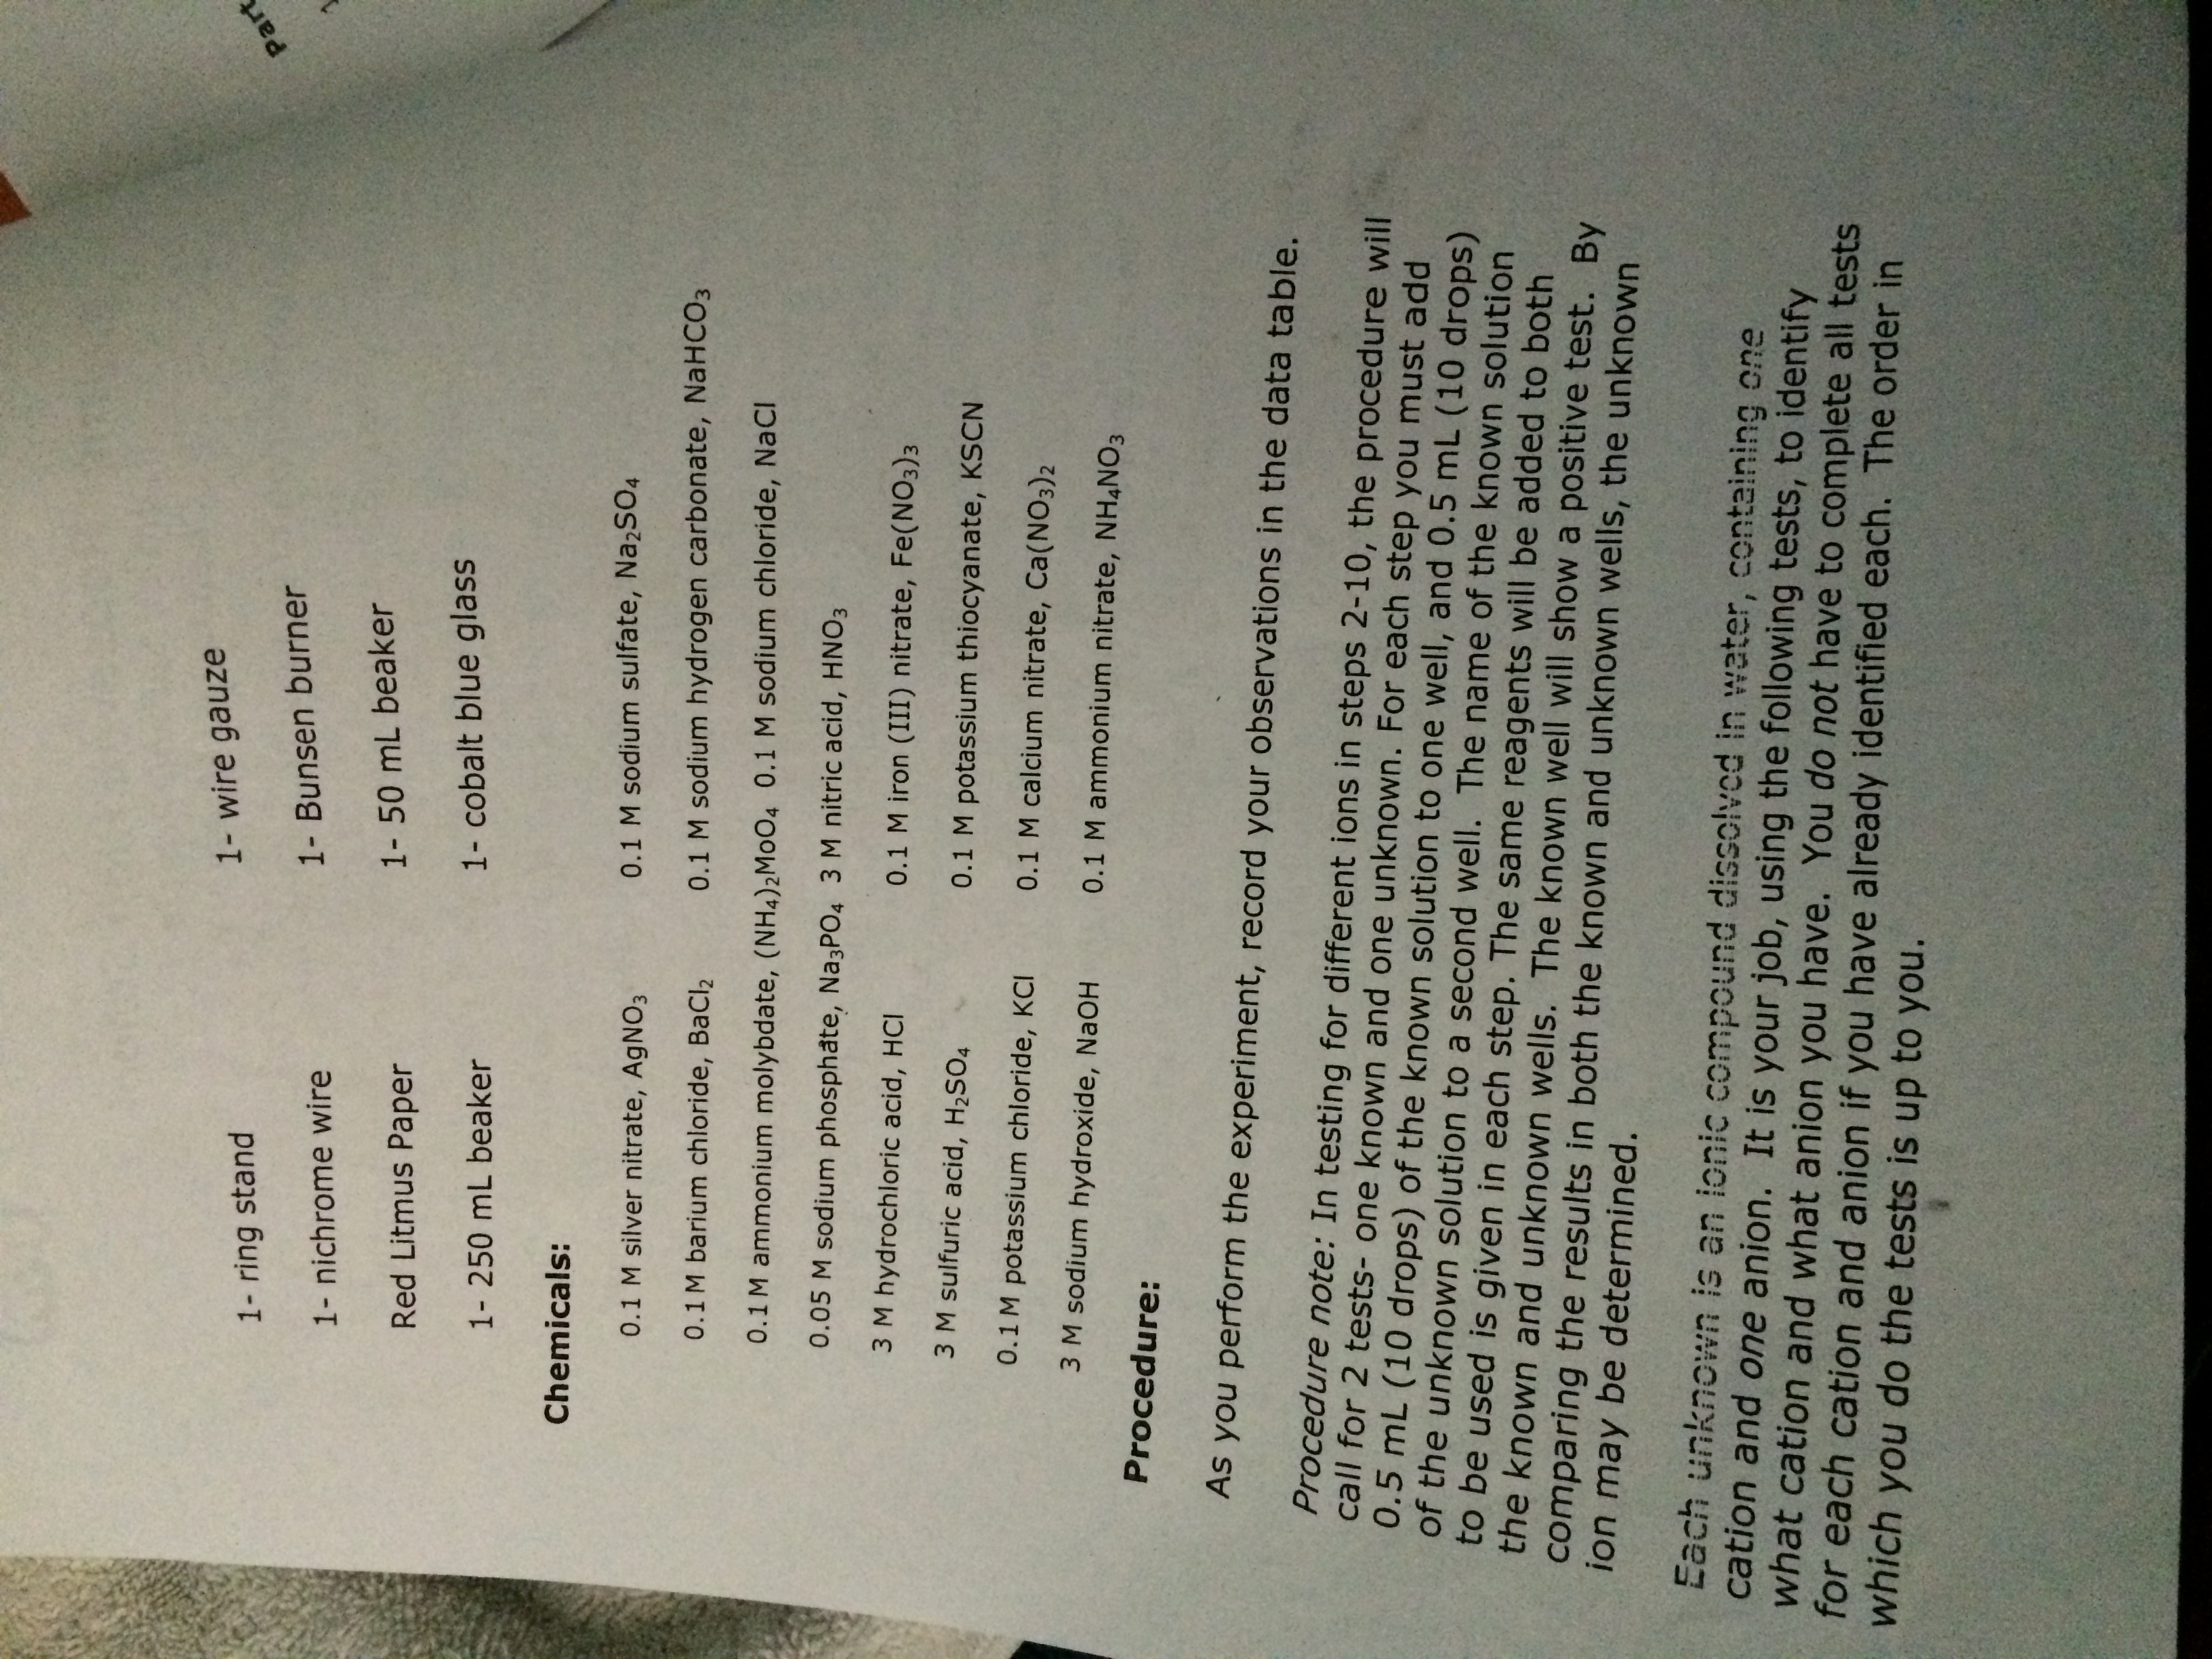 1- ring stand 1- wire gauze
1- nichrome wire 1- Bunsen burner
Red Litmus Paper 1- 50 mL beaker
1- 250 mL beaker 1- cobalt blue glass
Chemicals:
0.1 M silver nitrate, AgNO₃ 0.1 M sodium sulfate, Na₂SO₄
0.1 M barium chloride, BaCl₂ 0.1 M sodium hydrogen carbonate, NaHCO₃
0.1 M ammonium molybdate, (NH₄)₂MoO₄ 0.1 M sodium chloride, NaCl
0.05 M sodium phosphate, Na₃PO₄ 3 M nitric acid, HNO₃
3 M hydrochloric acid, HCl 0.1 M iron (III) nitrate, Fe(NO₃)₃
3 M sulfuric acid, H₂SO₄ 0.1 M potassium thiocyanate, KSCN
0.1 M potassium chloride, KCl 0.1 M calcium nitrate, Ca(NO₃)₂
3 M sodium hydroxide, NaOH 0.1 M ammonium nitrate, NH₄NO₃
Procedure:
As you perform the experiment, record your observations in the data table.
Procedure note: In testing for different ions in steps 2-10, the procedure will
call for 2 tests- one known and one unknown. For each step you must add
0.5 mL (10 drops) of the known solution to one well, and 0.5 mL (10 drops)
of the unknown solution to a second well. The name of the known solution
to be used is given in each step. The same reagents will be added to both
the known and unknown wells. The known well will show a positive test. By
comparing the results in both the known and unknown wells, the unknown
ion may be determined.
Each unknown is an ionic compound dissolved in water, containing one
cation and one anion. It is your job, using the following tests, to identify
what cation and what anion you have. You do not have to complete all tests
for each cation and anion if you have already identified each. The order in
which you do the tests is up to you.
Part